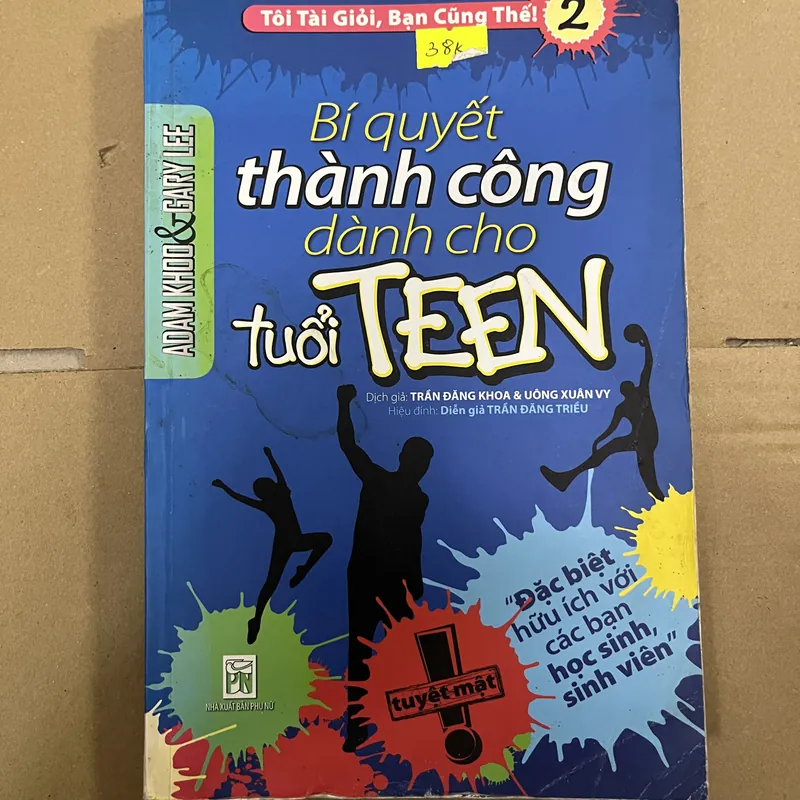 Tôi Tài Giỏi, Bạn Cũng Thế! 2
38K
ADAM KHOO & GARY LEE
Bí quyết
thành công
dành cho
tuổi TEEN
Dịch giả: TRẦN ĐĂNG KHOA & UÔNG XUÂN VY
Hiệu đính: Diễn giả TRẦN ĐĂNG TRIỀU
"Đặc biệt
hữu ích với
các bạn
học sinh,
sinh viên"
tuyệt mật
PN
NHÀ XUẤT BẢN PHỤ NỮ